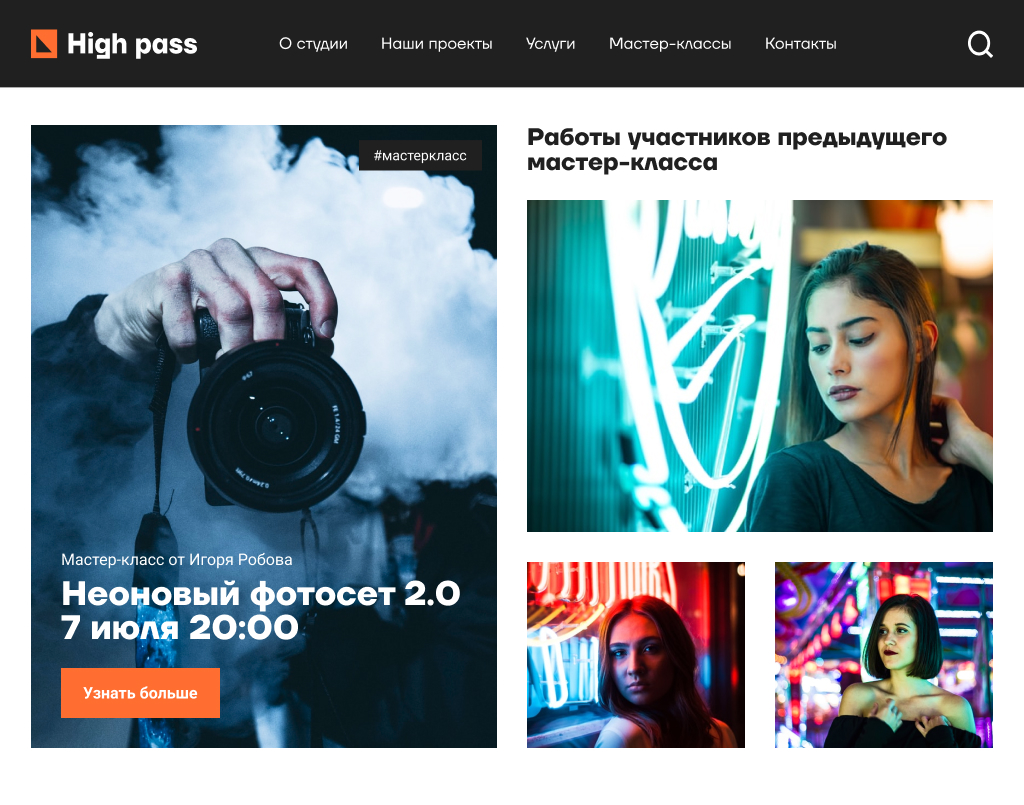 High pass
О студии
Наши проекты
Услуги
Мастер-классы
Контакты
#мастеркласс
Мастер-класс от Игоря Робова
Неоновый фотосет 2.0
7 июля 20:00
Узнать больше
Работы участников предыдущего
мастер-класса